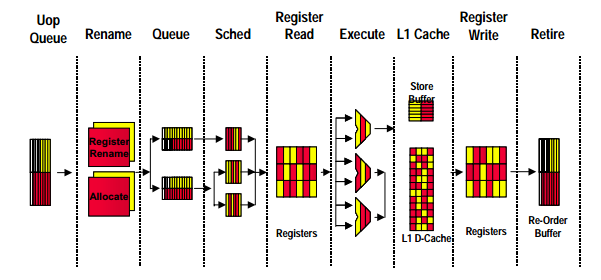 Uop
Queue
Rename
Queue
Sched
Register
Read
Execute
L1 Cache
Register
Write
Retire
Store
Buffer
Register
Rename
Allocate
Registers
L1 D-Cache
Registers
Re-Order
Buffer